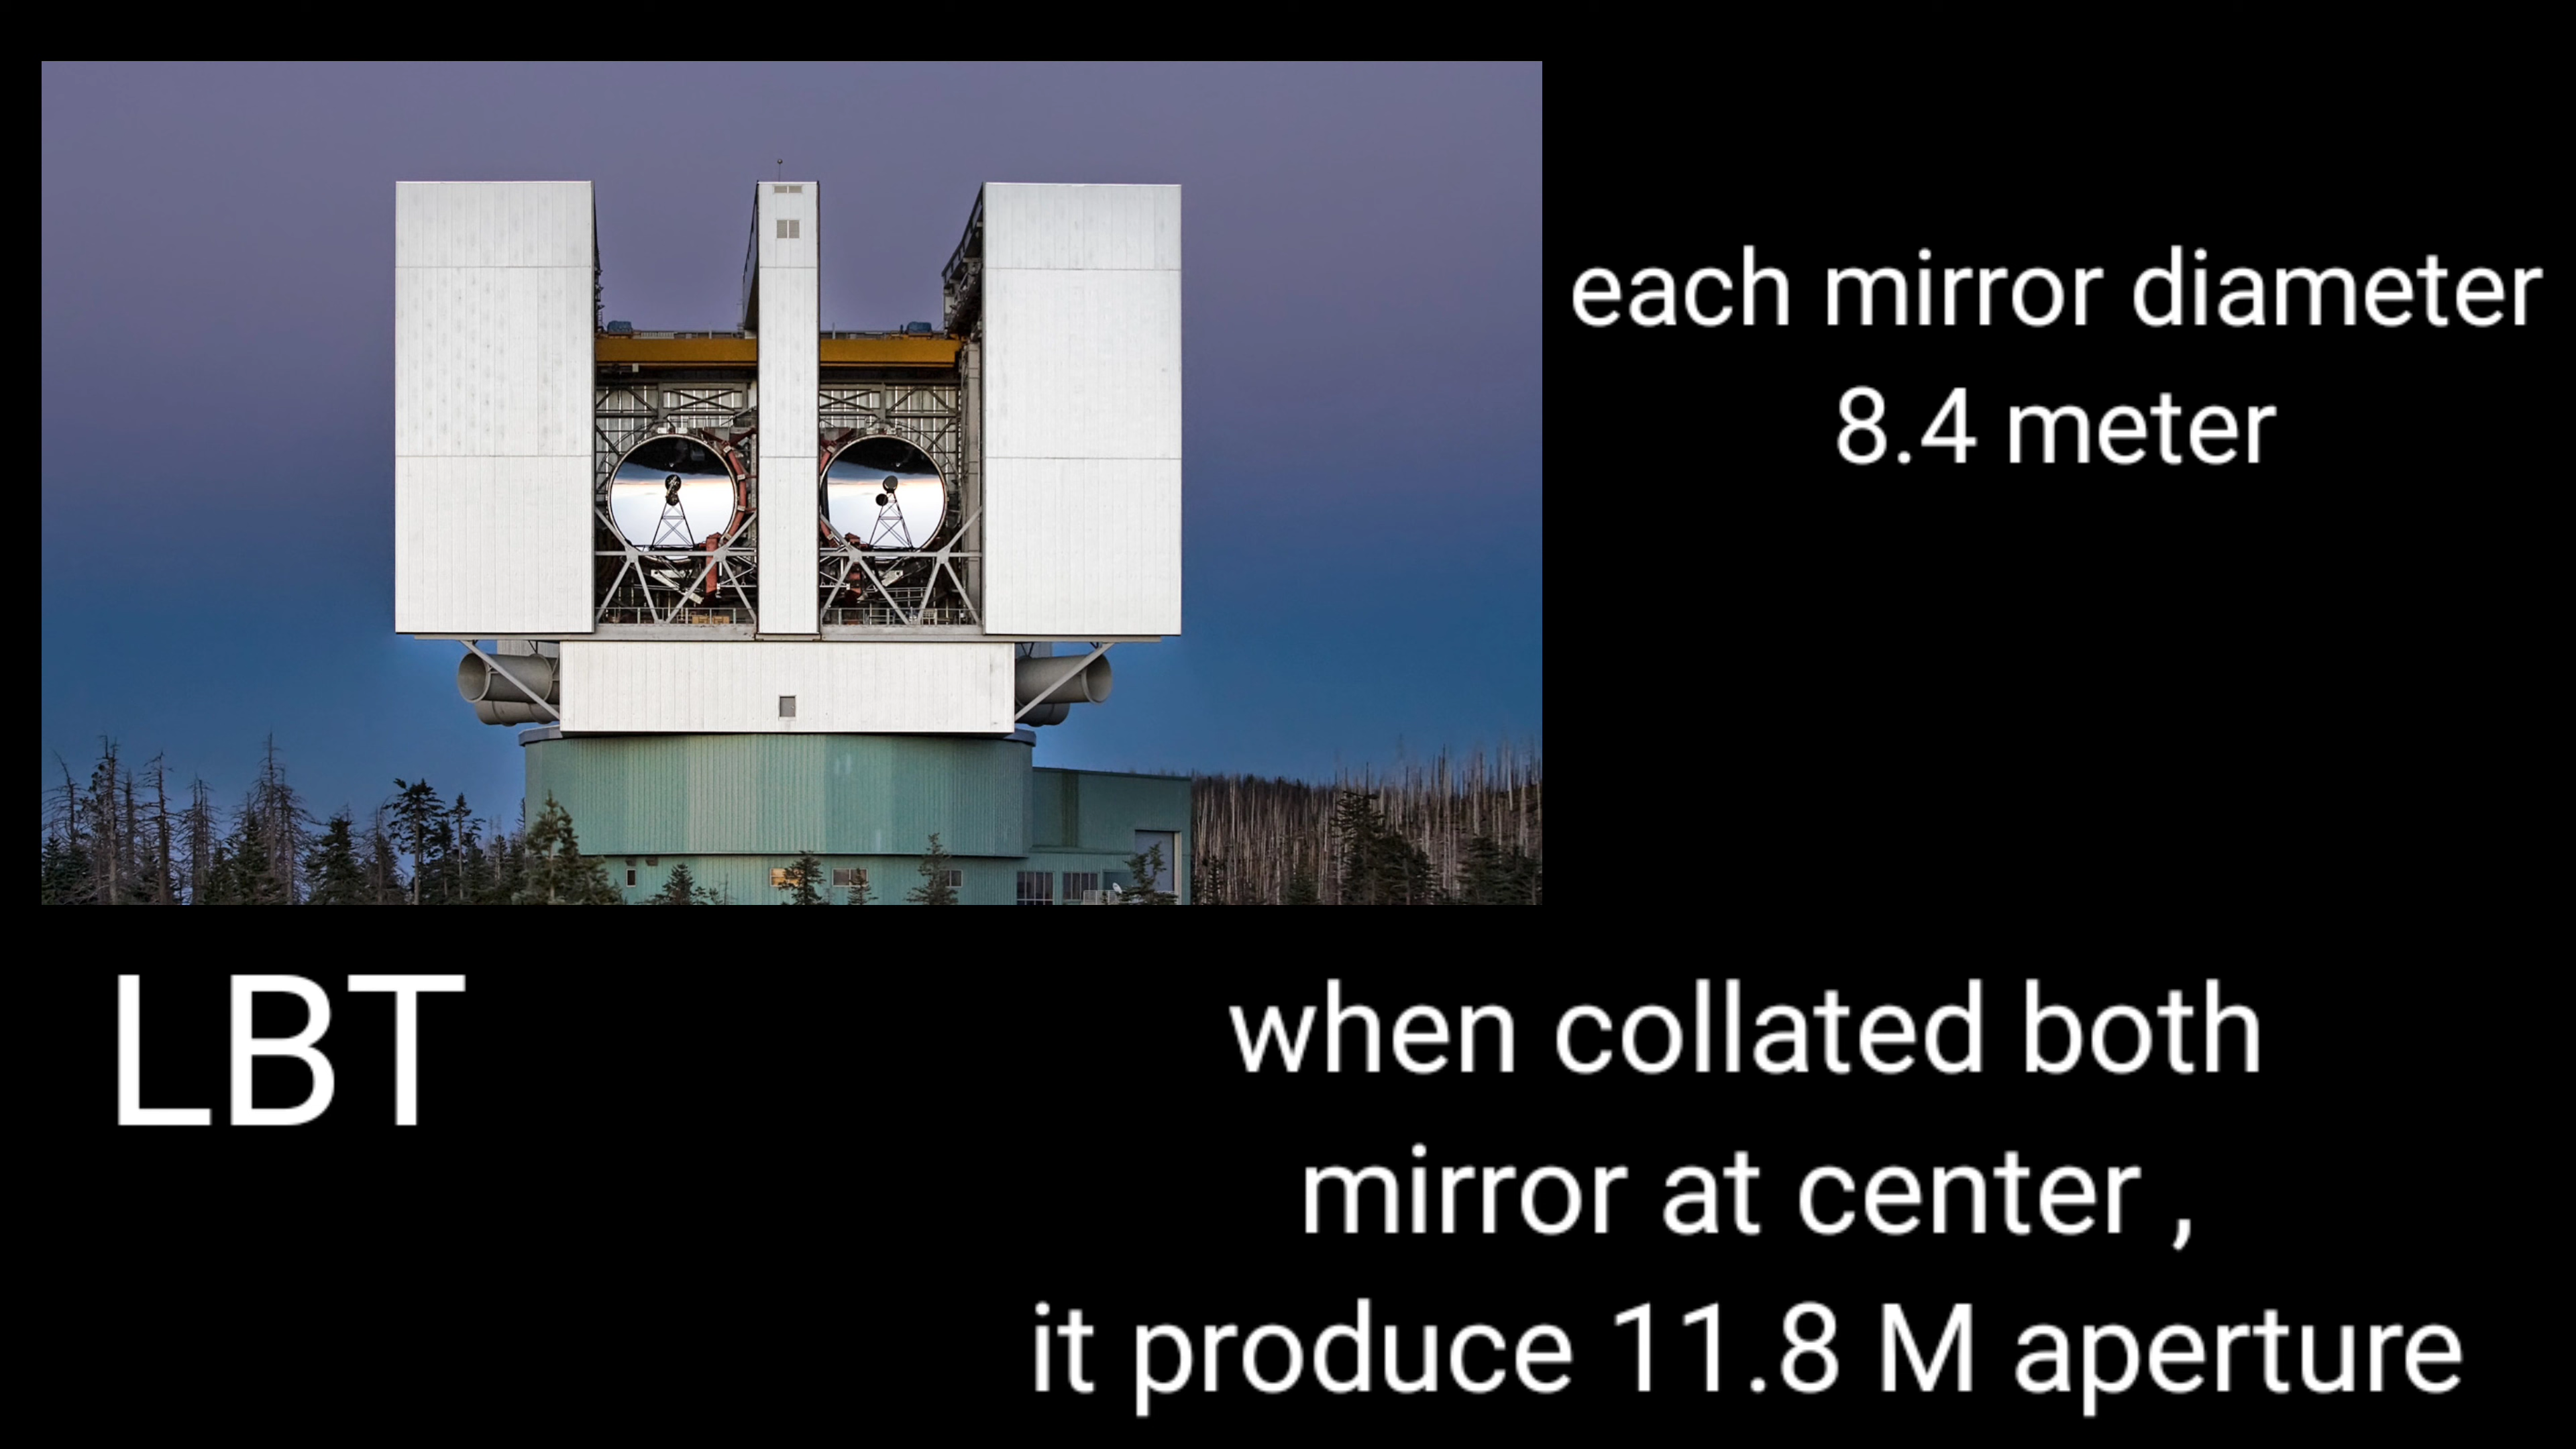 each mirror diameter
8.4 meter
LBT
when collated both
mirror at center ,
it produce 11.8 M aperture